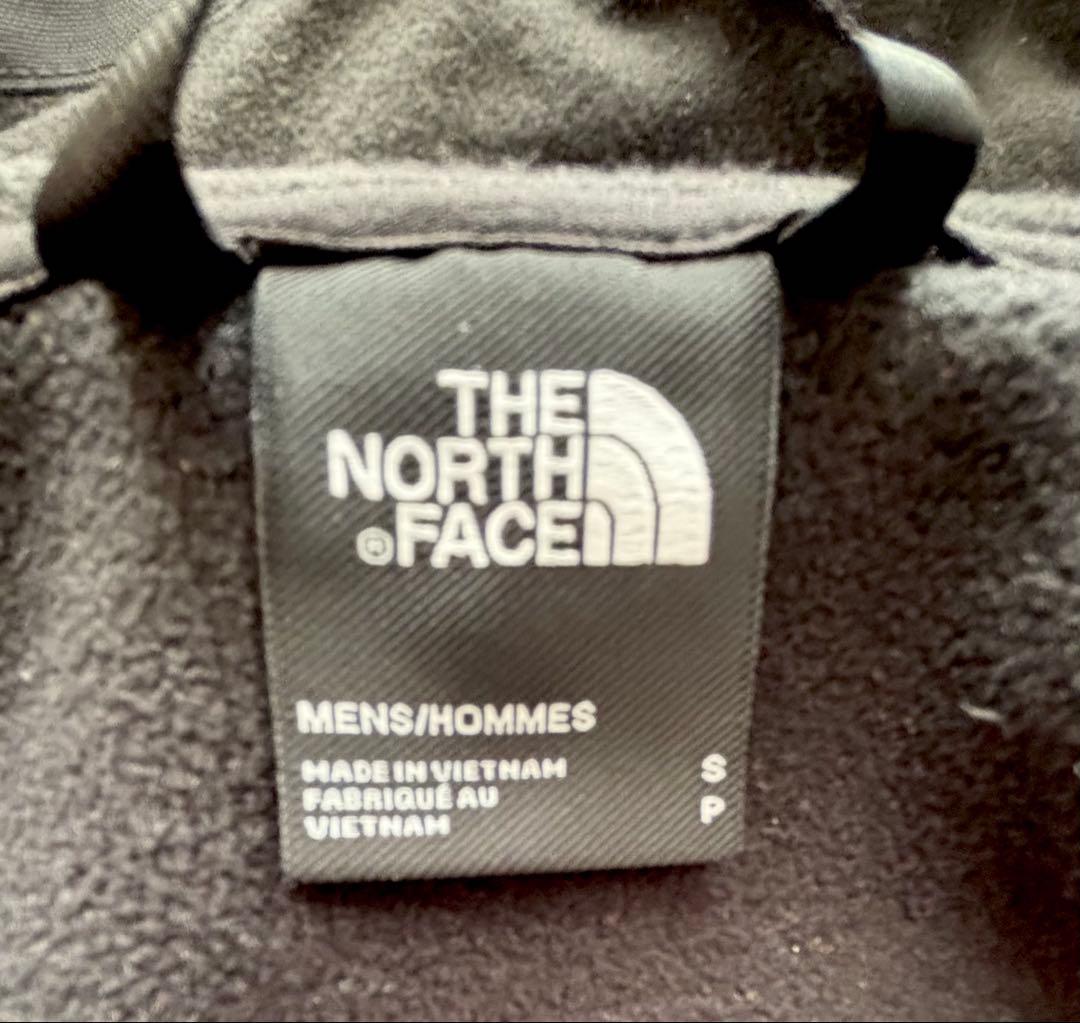 THE
NORTH
®FACE
MENS/HOMMES
MADE IN VIETNAM S
FABRIQUÉ AU P
VIETNAM